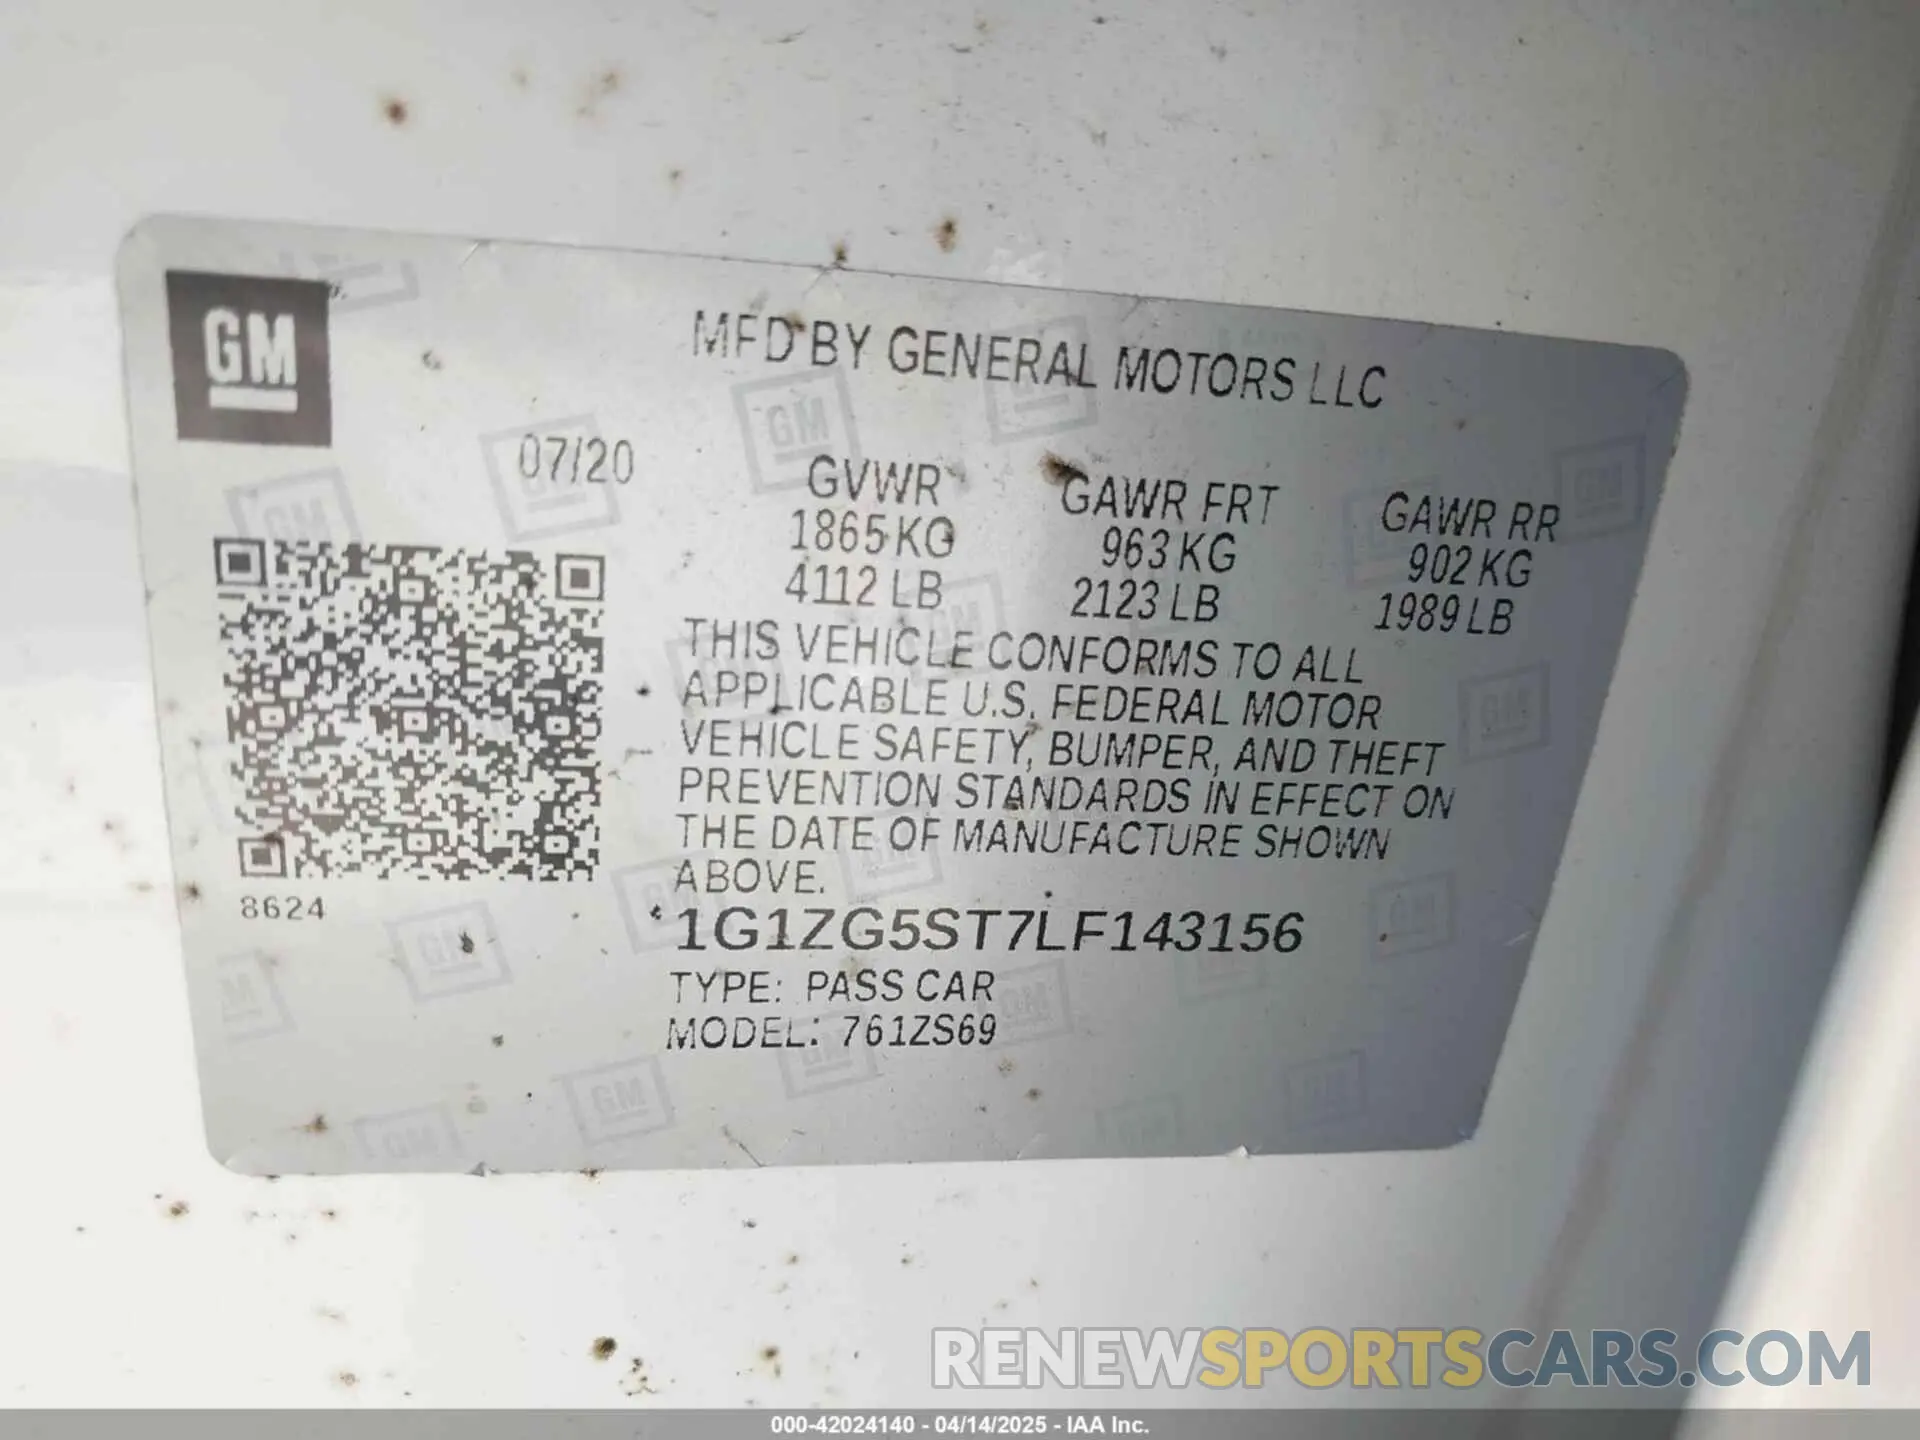 GM
MFD BY GENERAL MOTORS LLC
07/20
GVWR GAWR FRT GAWR RR
1865 KG 963 KG 902 KG
4112 LB 2123 LB 1989 LB
THIS VEHICLE CONFORMS TO ALL
APPLICABLE U.S. FEDERAL MOTOR
VEHICLE SAFETY, BUMPER, AND THEFT
PREVENTION STANDARDS IN EFFECT ON
THE DATE OF MANUFACTURE SHOWN
ABOVE.
8624
1G1ZG5ST7LF143156
TYPE: PASS CAR
MODEL: 761ZS69
RENEWSPORTSCARS.COM
000-42024140 - 04/14/2025 - IAA Inc.